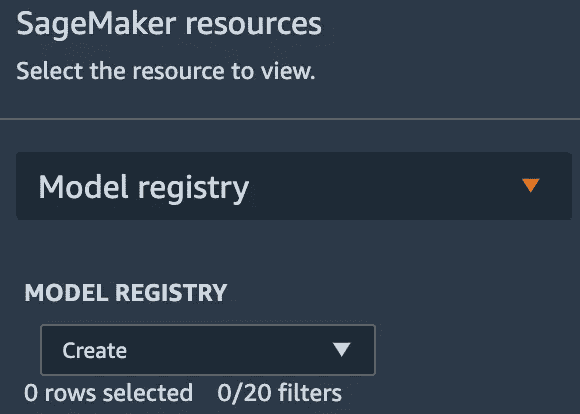 SageMaker resources
Select the resource to view.
Model registry
MODEL REGISTRY
Create
0 rows selected 0/20 filters